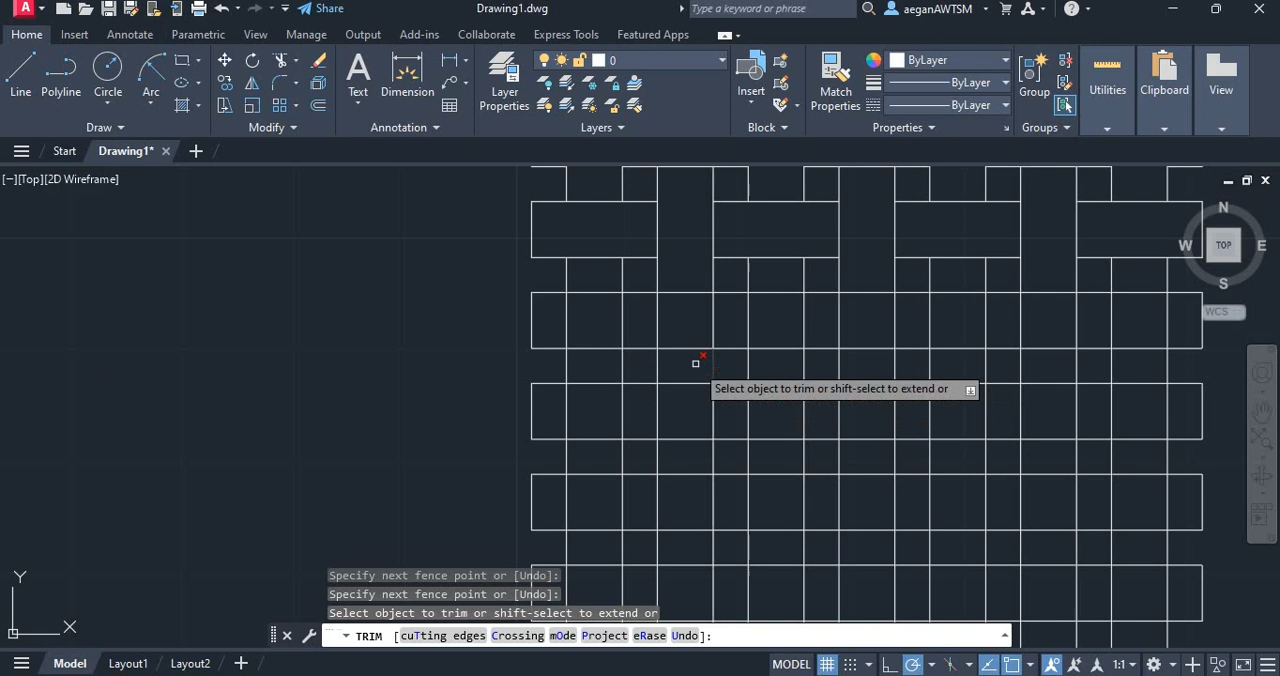 A Share Drawing1.dwg Type a keyword or phrase aeganAWTSM
Home Insert Annotate Parametric View Manage Output Add-ins Collaborate Express Tools Featured Apps
0 ByLayer
Line Polyline Circle Arc Text Dimension Layer Properties Insert Match Properties ByLayer Group Utilities Clipboard View
ByLayer
Draw Modify Annotation Layers Block Properties Groups
Start Drawing1*
[−][Top][2D Wireframe]
N
W TOP E
S
WCS
Select object to trim or shift-select to extend or
Specify next fence point or [Undo]:
Specify next fence point or [Undo]:
Select object to trim or shift-select to extend or
Y
X
TRIM [cuTting edges Crossing mOde Project eRase Undo]:
Model Layout1 Layout2 MODEL 1:1